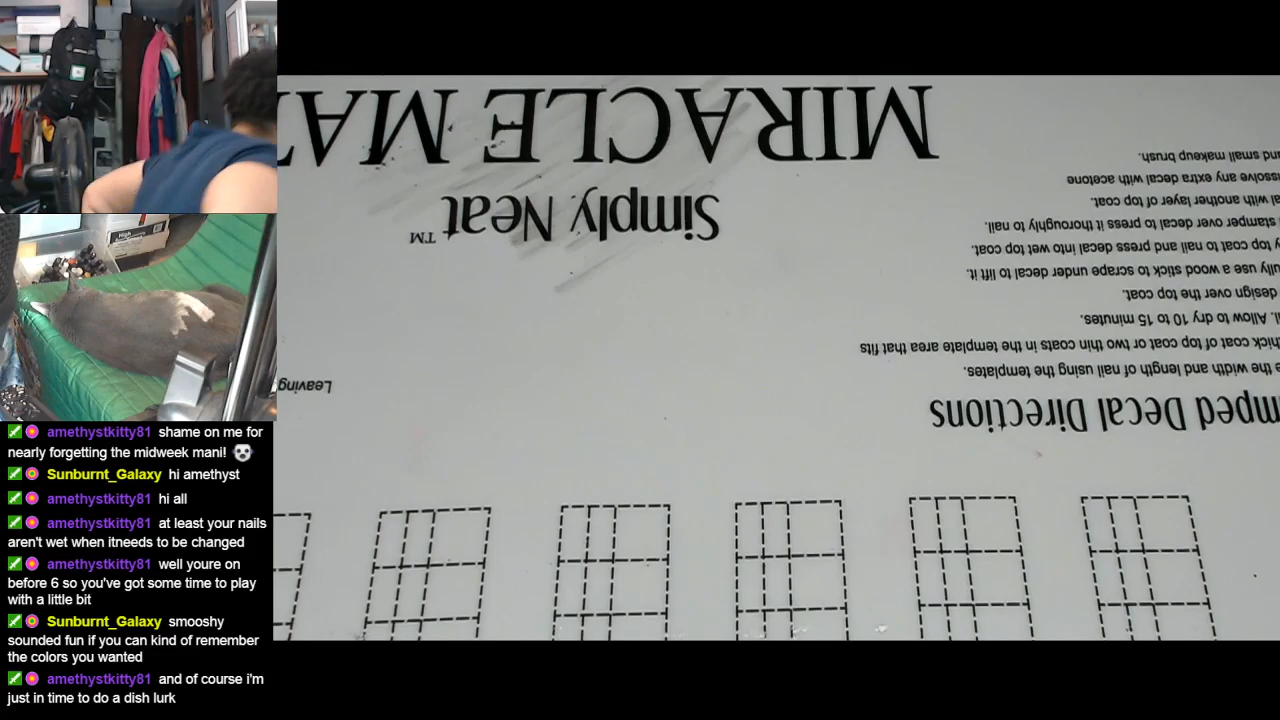 amethystkitty81 shame on me for
nearly forgetting the midweek mani!
Sunburnt_Galaxy hi amethyst
amethystkitty81 hi all
amethystkitty81 at least your nails
aren't wet when itneeds to be changed
amethystkitty81 well youre on
before 6 so you've got some time to play
with a little bit
Sunburnt_Galaxy smooshy
sounded fun if you can kind of remember
the colors you wanted
amethystkitty81 and of course i'm
just in time to do a dish lurk
mped Decal Directions
the width and length of nail using the templates.
thick coat of top coat or two thin coats in the template area that fits
Allow to dry 10 to 15 minutes.
design over the top coat.
use a wood stick to scrape under decal to lift it.
top coat to nail and press decal into wet top coat.
stamper over decal to press it thoroughly to nail.
with another layer of top coat.
any extra decal with acetone
and small makeup brush.
Leaving
Simply Neat™
MIRACLE MA